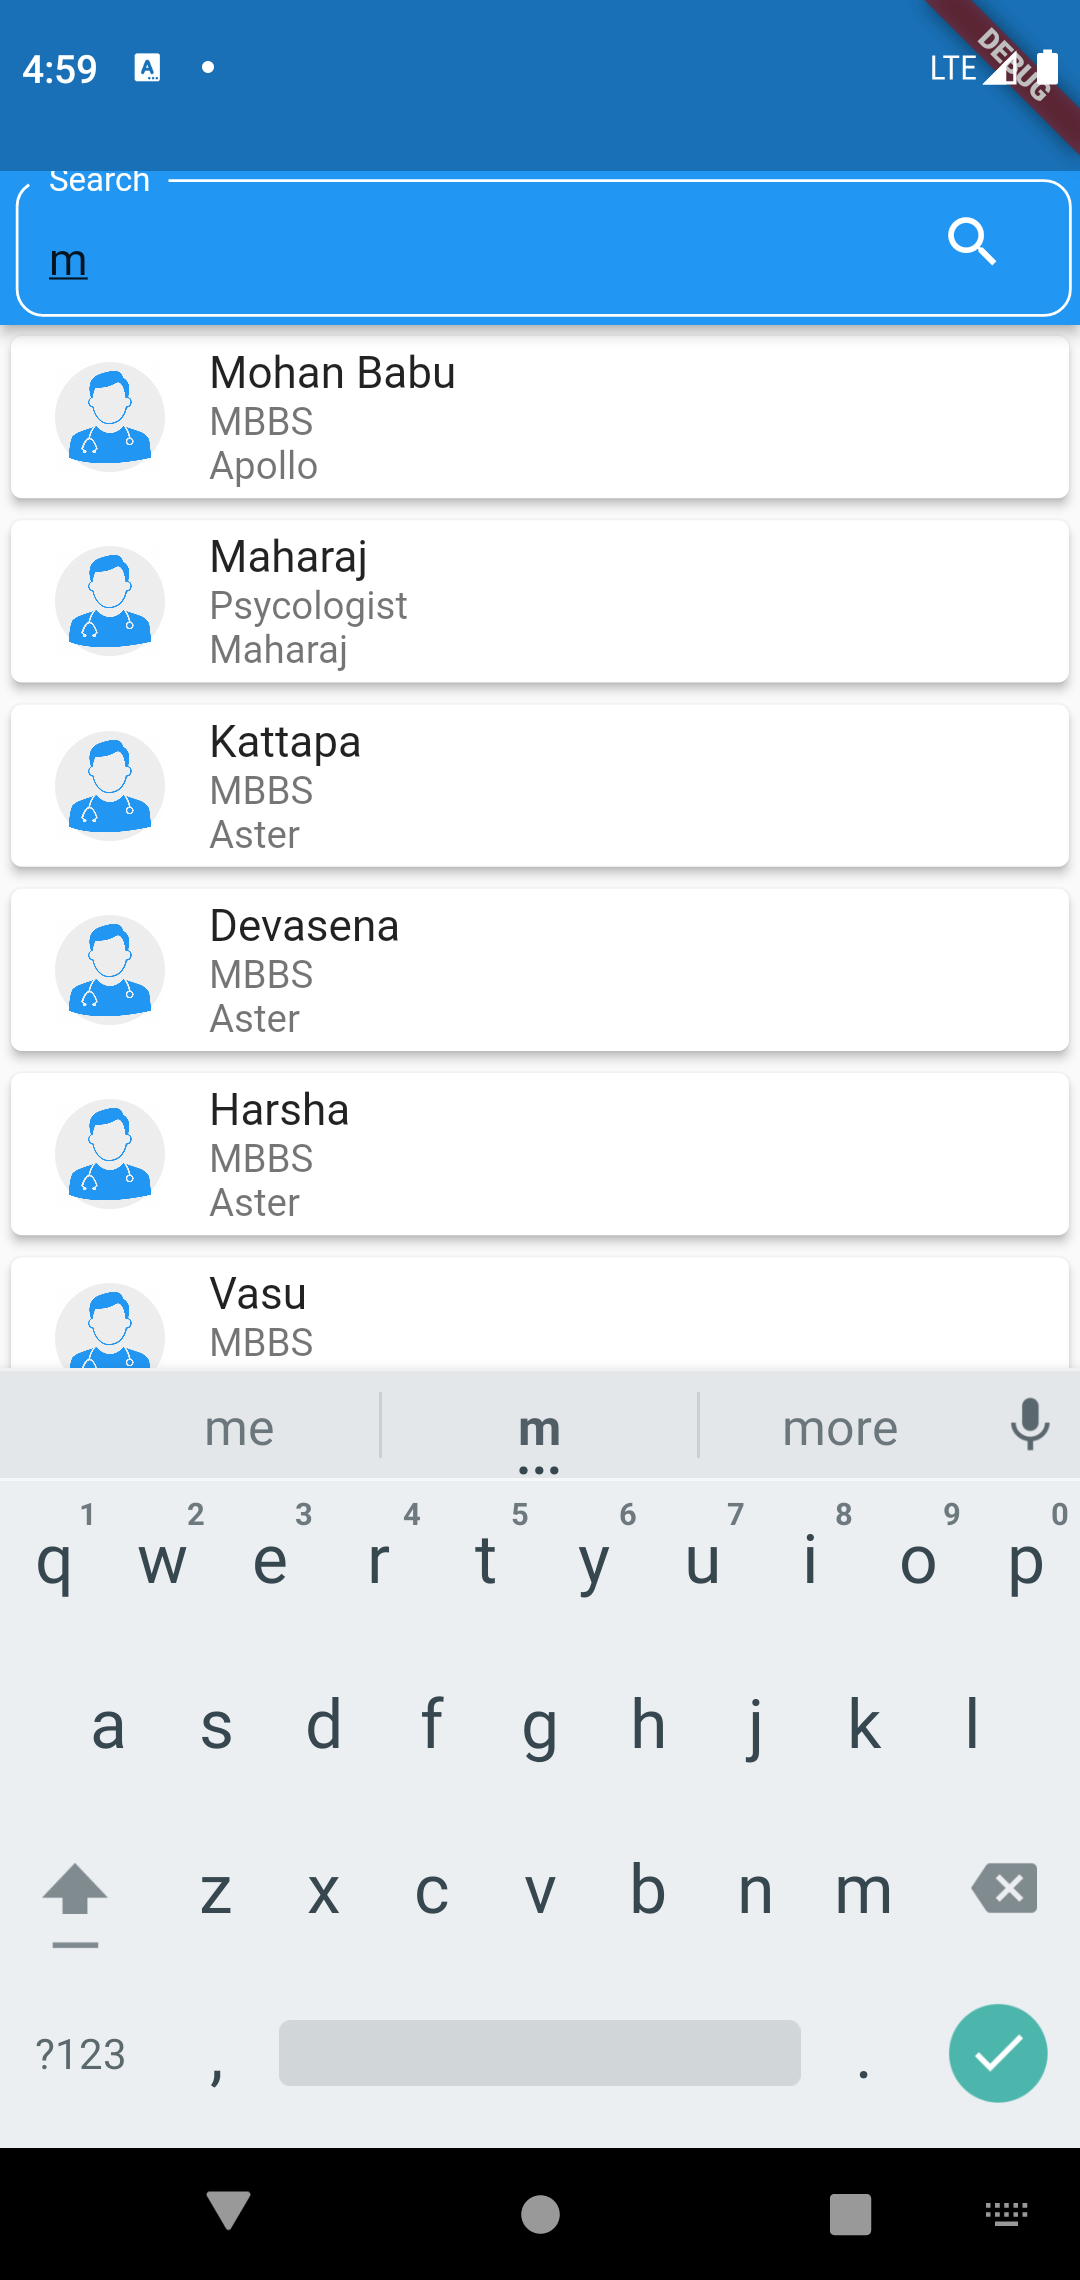 4:59
LTE
DEBUG
Search
m
Mohan Babu
MBBS
Apollo
Maharaj
Psycologist
Maharaj
Kattapa
MBBS
Aster
Devasena
MBBS
Aster
Harsha
MBBS
Aster
Vasu
MBBS
me m more
1 2 3 4 5 6 7 8 9 0
q w e r t y u i o p
a s d f g h j k l
z x c v b n m
?123 , .